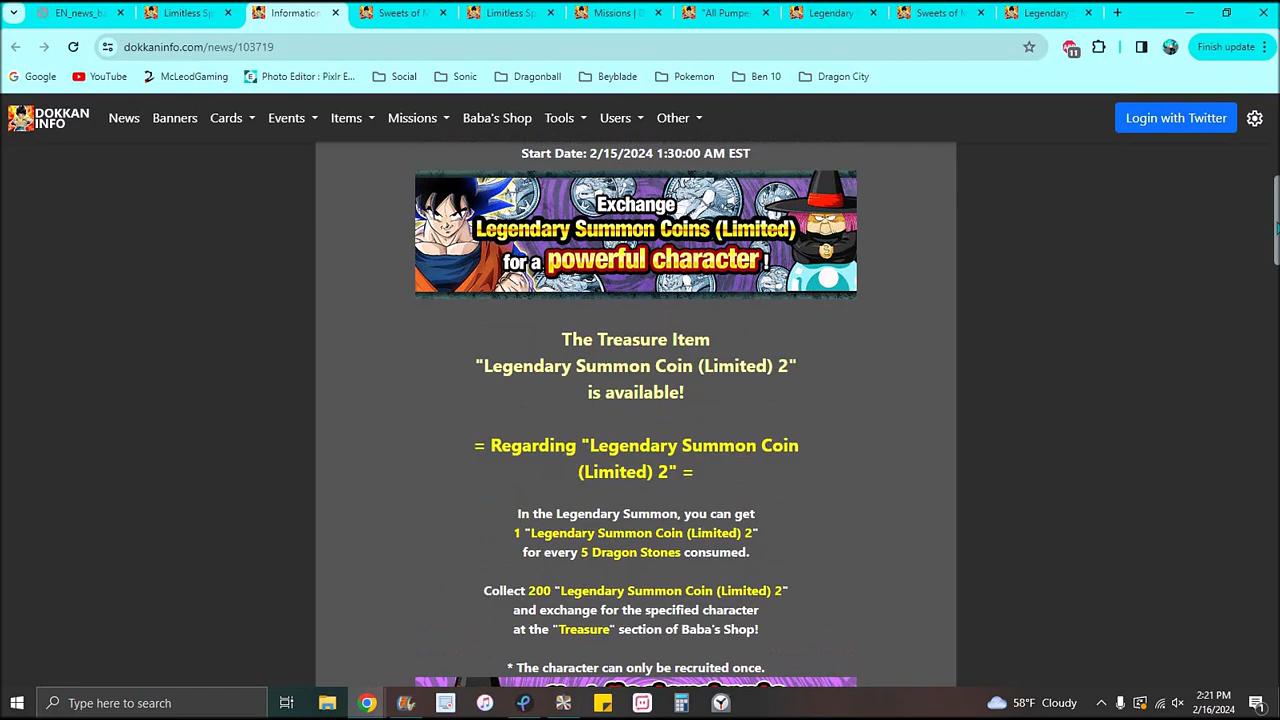 EN_news_ba
Limitless Sp
Information
Sweets of M
Limitless Sp
Missions | D
"All Pumpe
Legendary
Sweets of M
Legendary
dokkaninfo.com/news/103719
11
Finish update
Google
YouTube
McLeodGaming
Photo Editor : Pixlr E...
Social
Sonic
Dragonball
Beyblade
Pokemon
Ben 10
Dragon City
DOKKAN
INFO
News
Banners
Cards
Events
Items
Missions
Baba's Shop
Tools
Users
Other
Login with Twitter
Start Date: 2/15/2024 1:30:00 AM EST
Exchange
Legendary Summon Coins (Limited)
for a powerful character !
The Treasure Item
"Legendary Summon Coin (Limited) 2"
is available!
= Regarding "Legendary Summon Coin
(Limited) 2" =
In the Legendary Summon, you can get
1 "Legendary Summon Coin (Limited) 2"
for every 5 Dragon Stones consumed.
Collect 200 "Legendary Summon Coin (Limited) 2"
and exchange for the specified character
at the "Treasure" section of Baba's Shop!
* The character can only be recruited once.
Type here to search
58°F Cloudy
2:21 PM
2/16/2024
1